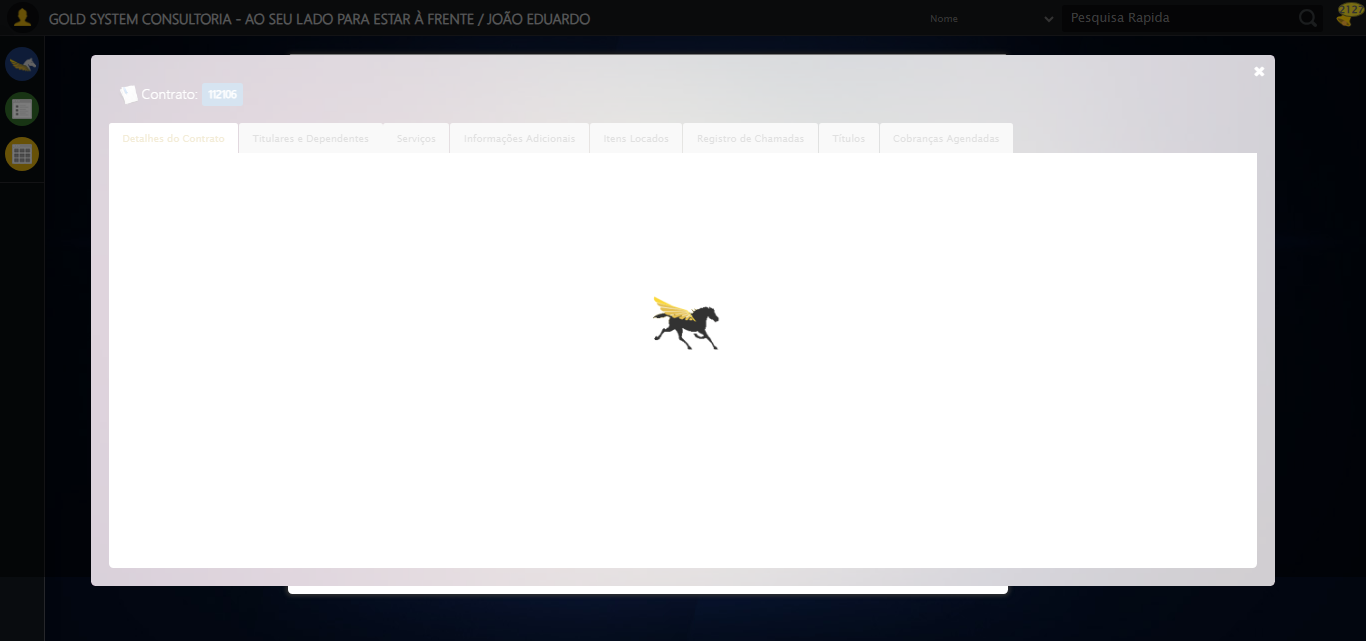 GOLD SYSTEM CONSULTORIA - AO SEU LADO PARA ESTAR À FRENTE / JOÃO EDUARDO
Nome
Pesquisa Rapida
2127
Contrato: 112106
Detalhes do Contrato
Titulares e Dependentes
Serviços
Informações Adicionais
Itens Locados
Registro de Chamadas
Títulos
Cobranças Agendadas